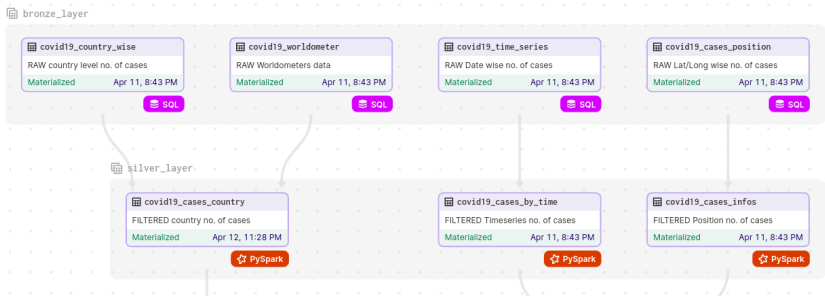 bronze_layer
covid19_country_wise
RAW country level no. of cases
Materialized Apr 11, 8:43 PM
SQL
covid19_worldometer
RAW Worldometers data
Materialized Apr 11, 8:43 PM
SQL
covid19_time_series
RAW Date wise no. of cases
Materialized Apr 11, 8:43 PM
SQL
covid19_cases_position
RAW Lat/Long wise no. of cases
Materialized Apr 11, 8:43 PM
SQL
silver_layer
covid19_cases_country
FILTERED country no. of cases
Materialized Apr 12, 11:28 PM
PySpark
covid19_cases_by_time
FILTERED Timeseries no. of cases
Materialized Apr 11, 8:43 PM
PySpark
covid19_cases_infos
FILTERED Position no. of cases
Materialized Apr 11, 8:43 PM
PySpark